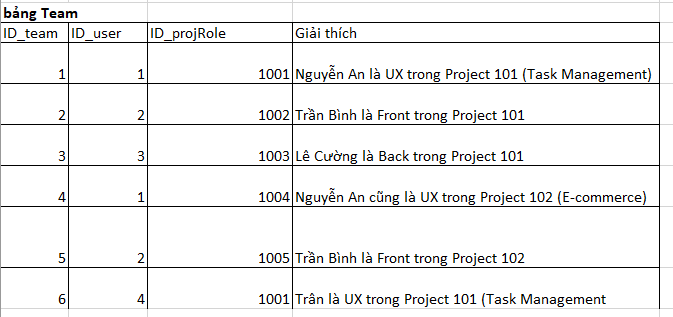 bảng Team
ID_team ID_user ID_projRole Giải thích
1 1 1001 Nguyễn An là UX trong Project 101 (Task Management)
2 2 1002 Trần Bình là Front trong Project 101
3 3 1003 Lê Cường là Back trong Project 101
4 1 1004 Nguyễn An cũng là UX trong Project 102 (E-commerce)
5 2 1005 Trần Bình là Front trong Project 102
6 4 1001 Trân là UX trong Project 101 (Task Management